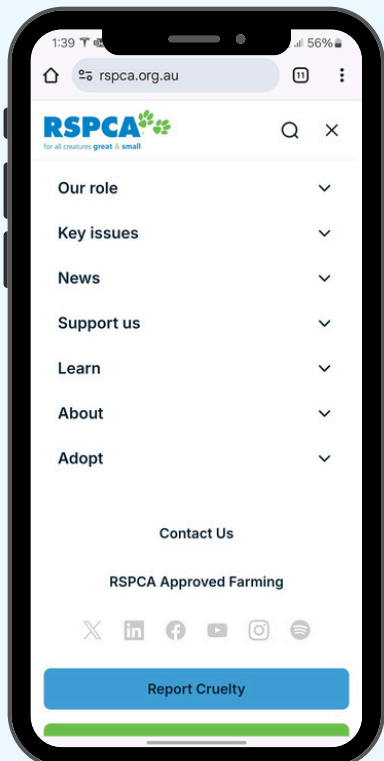 1:39
56%
rspca.org.au
11
RSPCA
for all creatures great & small
Our role
Key issues
News
Support us
Learn
About
Adopt
Contact Us
RSPCA Approved Farming
Report Cruelty